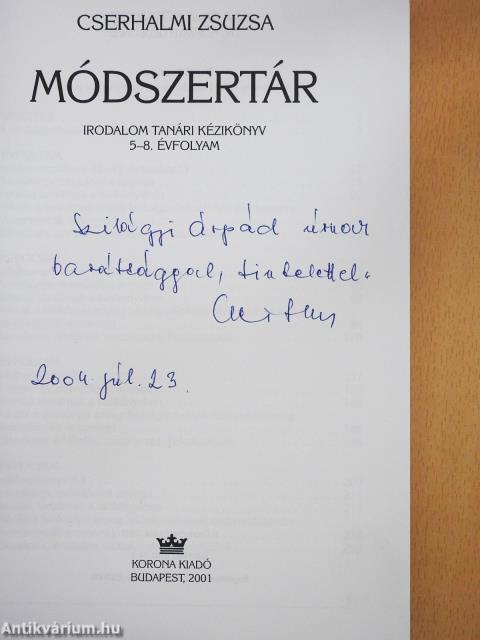 CSERHALMI ZSUZSA
MÓDSZERTÁR
IRODALOM TANÁRI KÉZIKÖNYV
5–8. ÉVFOLYAM
Szilágyi Árpád úrnak
barátsággal, tisztelettel.
2004. júl. 23.
KORONA KIADÓ
BUDAPEST, 2001
Antikvárium.hu